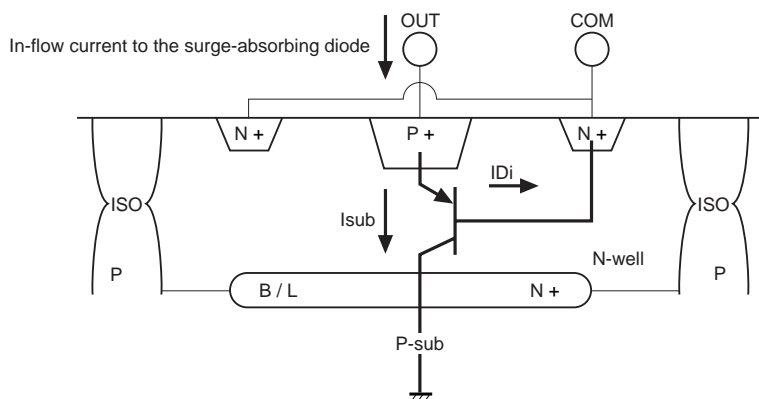 OUT COM
In-flow current to the surge-absorbing diode
N + P + N +
IDi
ISO ISO
Isub
N-well
P P
B / L N +
P-sub